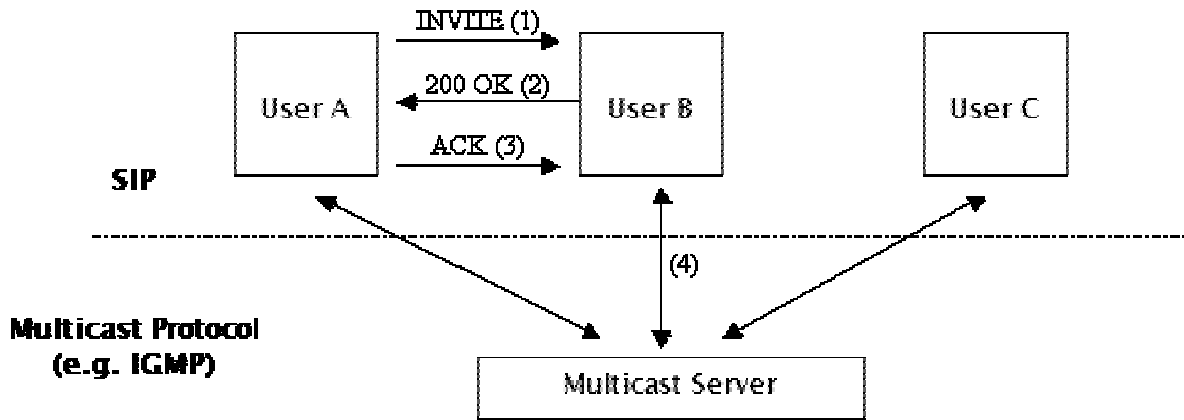 INVITE (1)
User A
200 OK (2)
User B
User C
ACK (3)
SIP
(4)
Multicast Protocol
(e.g. IGMP)
Multicast Server